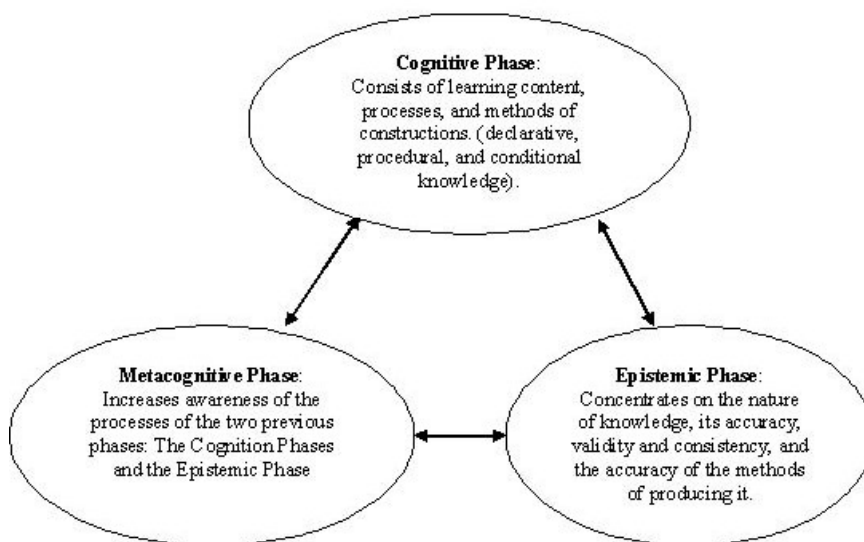 Cognitive Phase:
Consists of learning content,
processes, and methods of
constructions. (declarative,
procedural, and conditional
knowledge).
Metacognitive Phase:
Increases awareness of the
processes of the two previous
phases: The Cognition Phases
and the Epistemic Phase
Epistemic Phase:
Concentrates on the nature
of knowledge, its accuracy,
validity and consistency, and
the accuracy of the methods
of producing it.